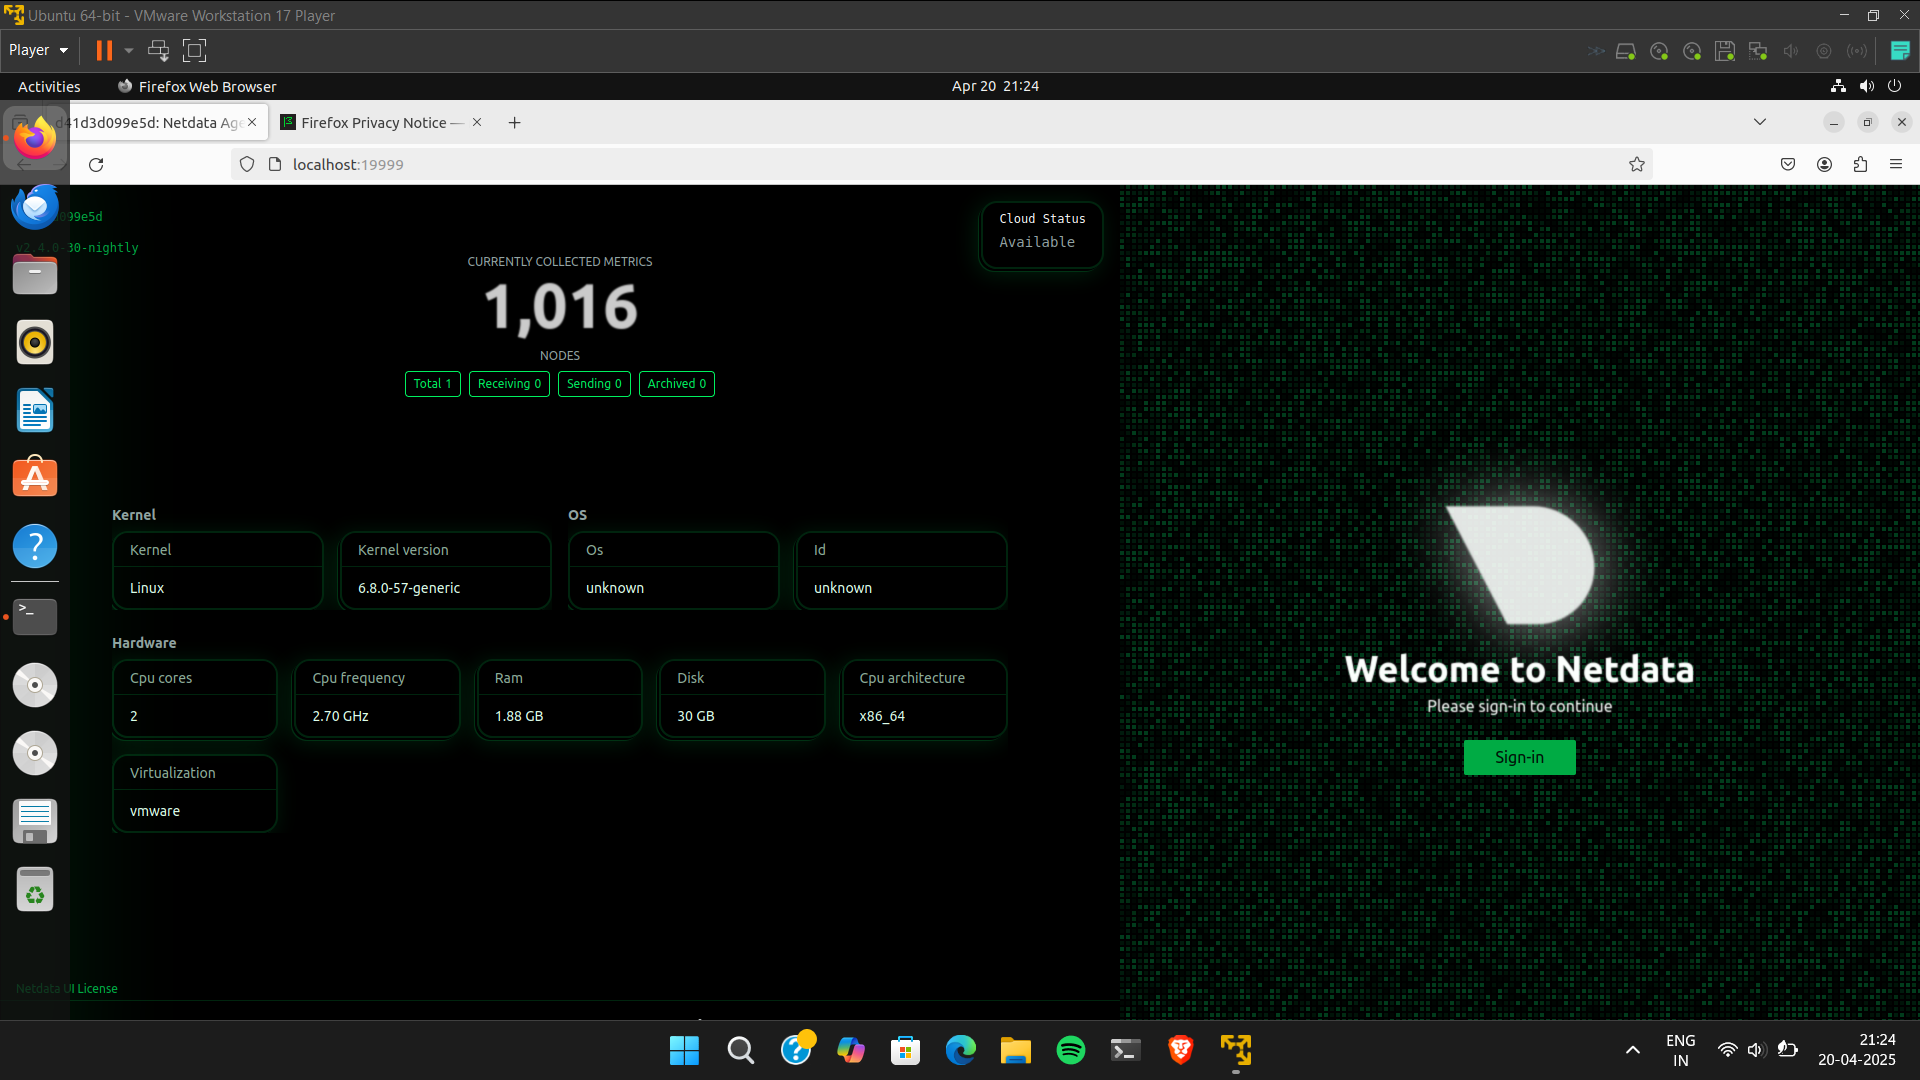 Ubuntu 64-bit - VMware Workstation 17 Player
Player
Activities
Firefox Web Browser
Apr 20 21:24
d41d3d099e5d: Netdata Age
Firefox Privacy Notice —
localhost:19999
099e5d
v2.4.0-30-nightly
Cloud Status
Available
CURRENTLY COLLECTED METRICS
1,016
NODES
Total 1
Receiving 0
Sending 0
Archived 0
Kernel
OS
Kernel
Kernel version
Os
Id
Linux
6.8.0-57-generic
unknown
unknown
Hardware
Cpu cores
Cpu frequency
Ram
Disk
Cpu architecture
2
2.70 GHz
1.88 GB
30 GB
x86_64
Virtualization
vmware
Welcome to Netdata
Please sign-in to continue
Sign-in
Netdata UI License
ENG
IN
21:24
20-04-2025